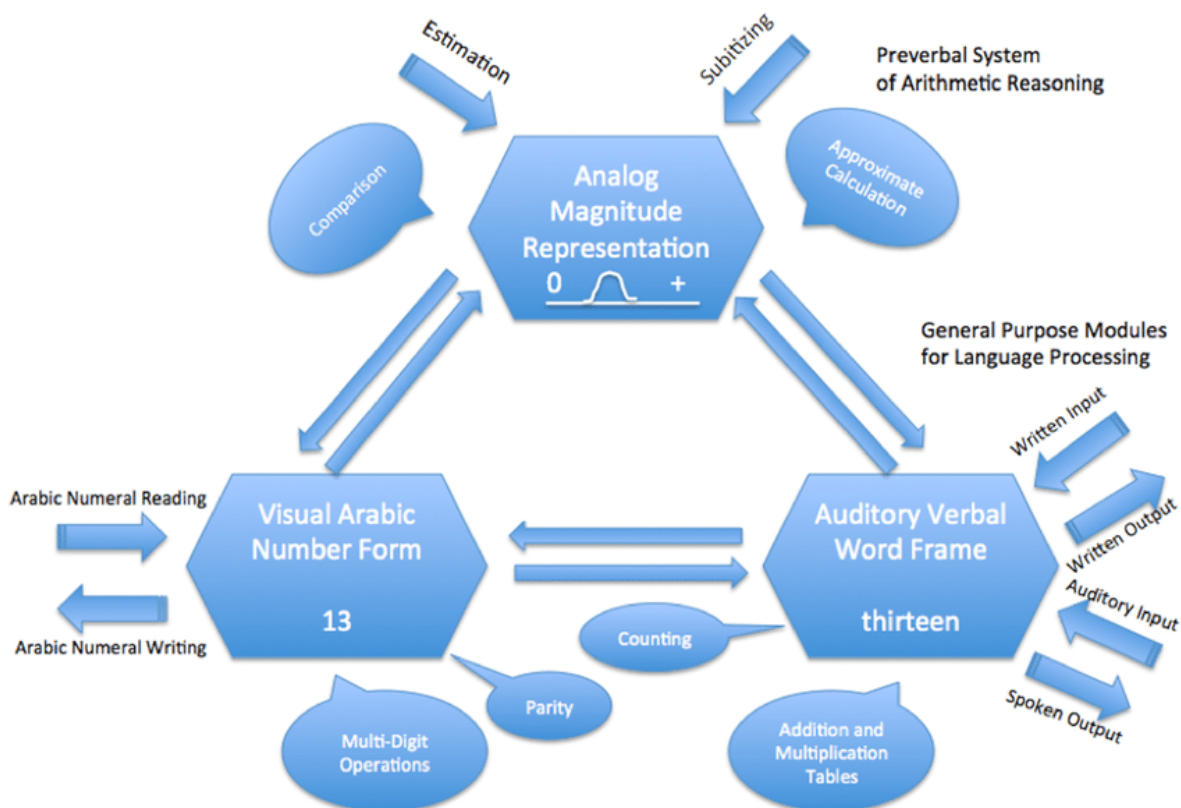 Estimation
Subitizing
Preverbal System
of Arithmetic Reasoning
Comparison
Analog
Magnitude
Representation
0 +
Approximate
Calculation
General Purpose Modules
for Language Processing
Written Input
Written Output
Auditory Input
Spoken Output
Arabic Numeral Reading
Arabic Numeral Writing
Visual Arabic
Number Form
13
Auditory Verbal
Word Frame
thirteen
Counting
Parity
Multi-Digit
Operations
Addition and
Multiplication
Tables